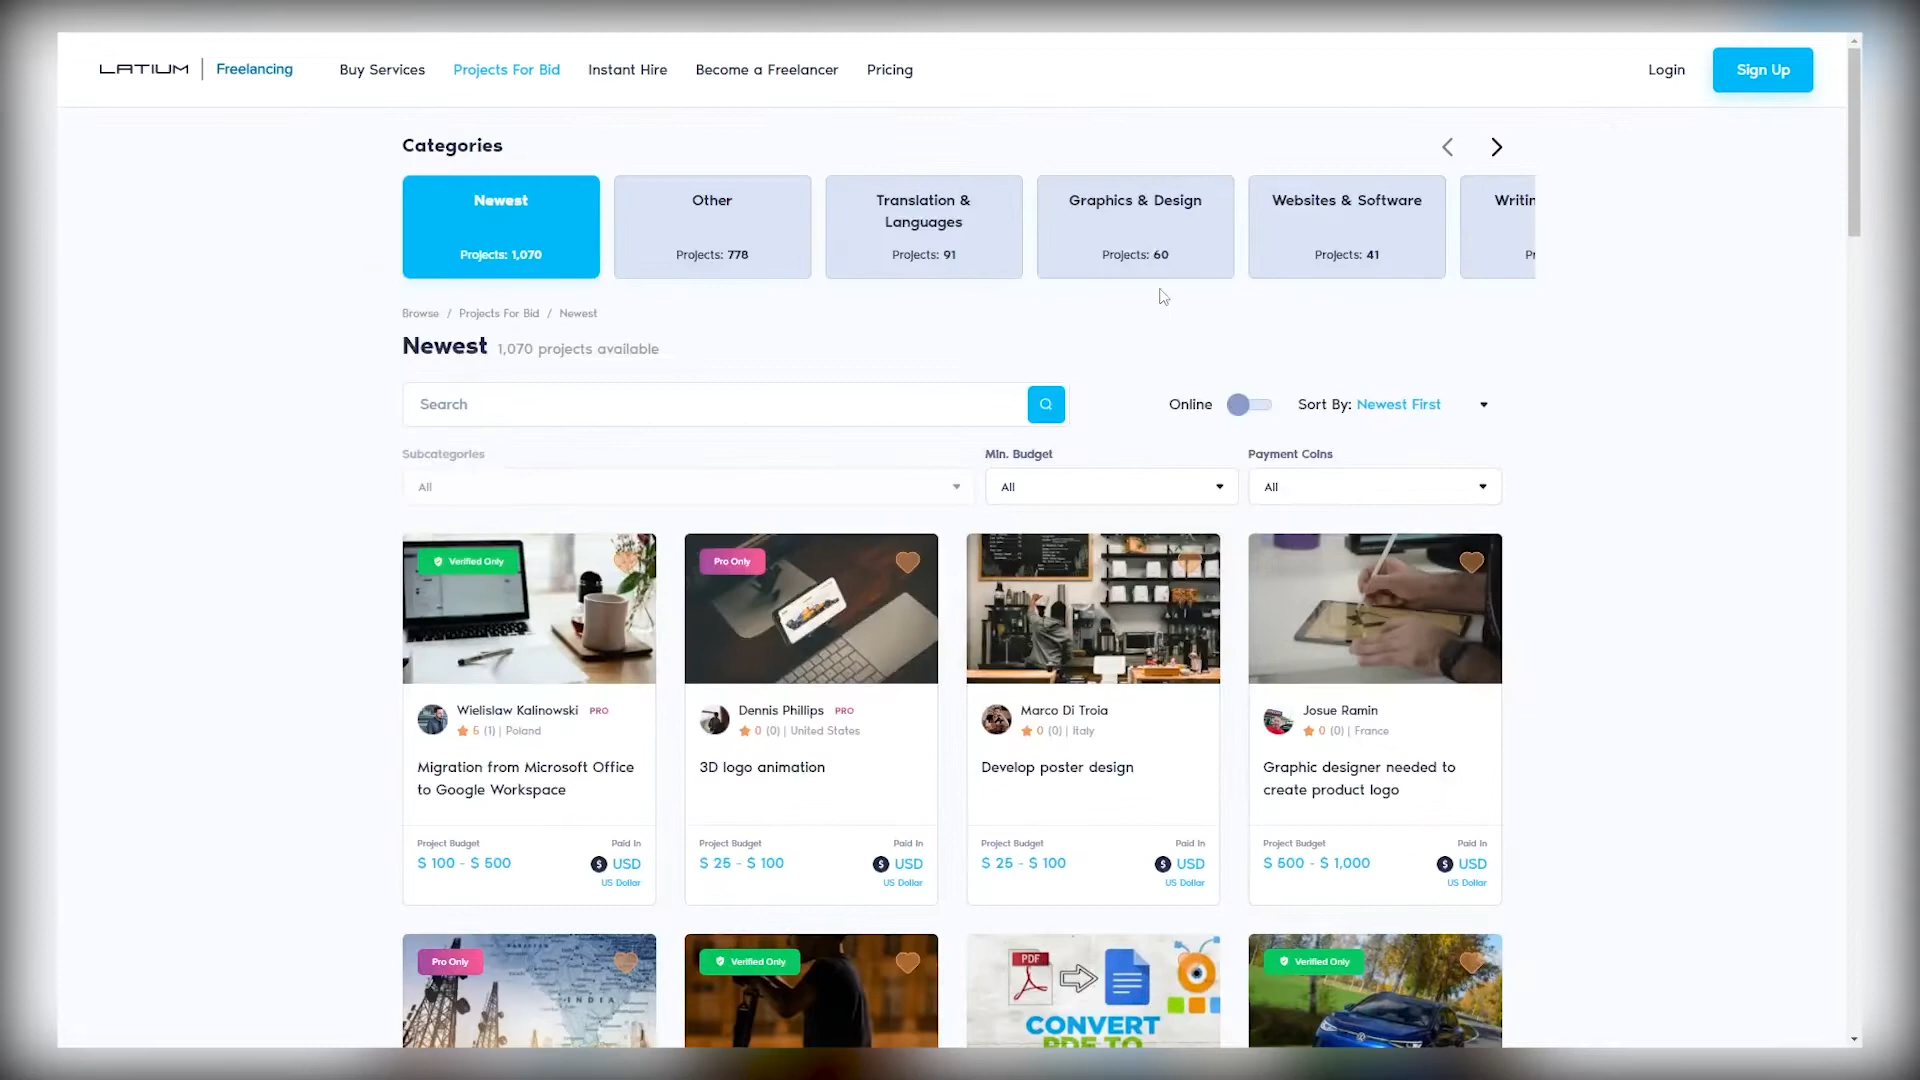 LATIUM | Freelancing
Buy Services
Projects For Bid
Instant Hire
Become a Freelancer
Pricing
Login
Sign Up
Categories
Newest
Projects: 1,070
Other
Projects: 778
Translation &
Languages
Projects: 91
Graphics & Design
Projects: 60
Websites & Software
Projects: 41
Writin
Pr
Browse / Projects For Bid / Newest
Newest 1,070 projects available
Search
Online
Sort By: Newest First
Subcategories
All
Min. Budget
All
Payment Coins
All
Verified Only
Wielislaw Kalinowski PRO
5 (1) | Poland
Migration from Microsoft Office
to Google Workspace
Project Budget
$ 100 - $ 500
Paid In
$ USD
US Dollar
Pro Only
Dennis Phillips PRO
0 (0) | United States
3D logo animation
Project Budget
$ 25 - $ 100
Paid In
$ USD
US Dollar
Marco Di Troia
0 (0) | Italy
Develop poster design
Project Budget
$ 25 - $ 100
Paid In
$ USD
US Dollar
Josue Ramin
0 (0) | France
Graphic designer needed to
create product logo
Project Budget
$ 500 - $ 1,000
Paid In
$ USD
US Dollar
Pro Only
INDIA
Verified Only
PDF
CONVERT
PDF TO
Verified Only